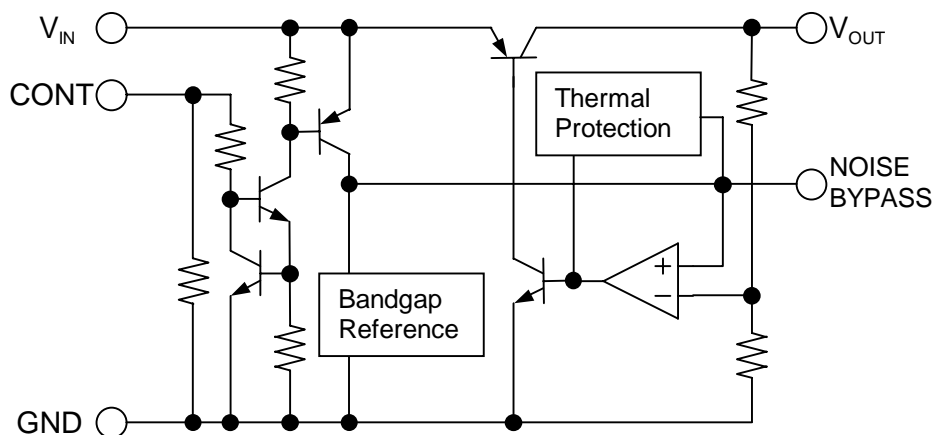 VIN
VOUT
CONT
Thermal
Protection
NOISE
BYPASS
+
−
Bandgap
Reference
GND